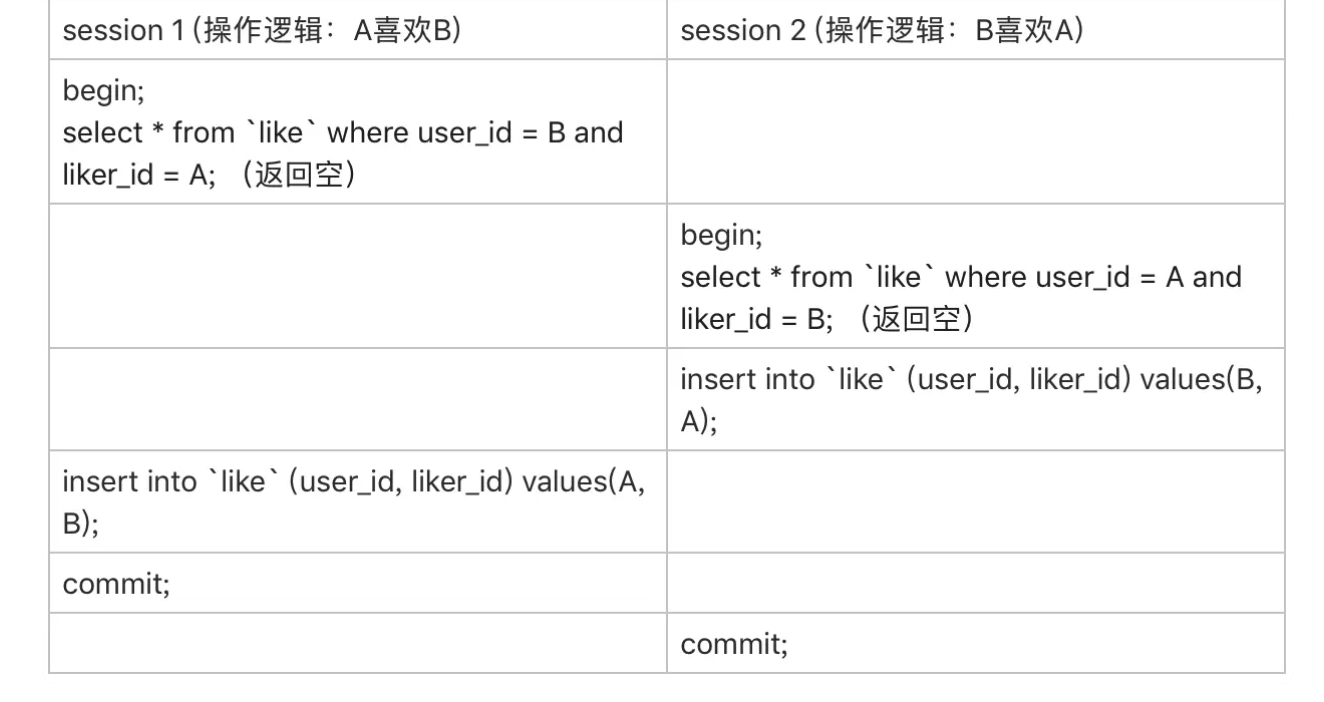 session 1 (操作逻辑：A喜欢B)
session 2 (操作逻辑：B喜欢A)
begin;
select * from `like` where user_id = B and
liker_id = A; （返回空）
begin;
select * from `like` where user_id = A and
liker_id = B; （返回空）
insert into `like` (user_id, liker_id) values(B,
A);
insert into `like` (user_id, liker_id) values(A,
B);
commit;
commit;